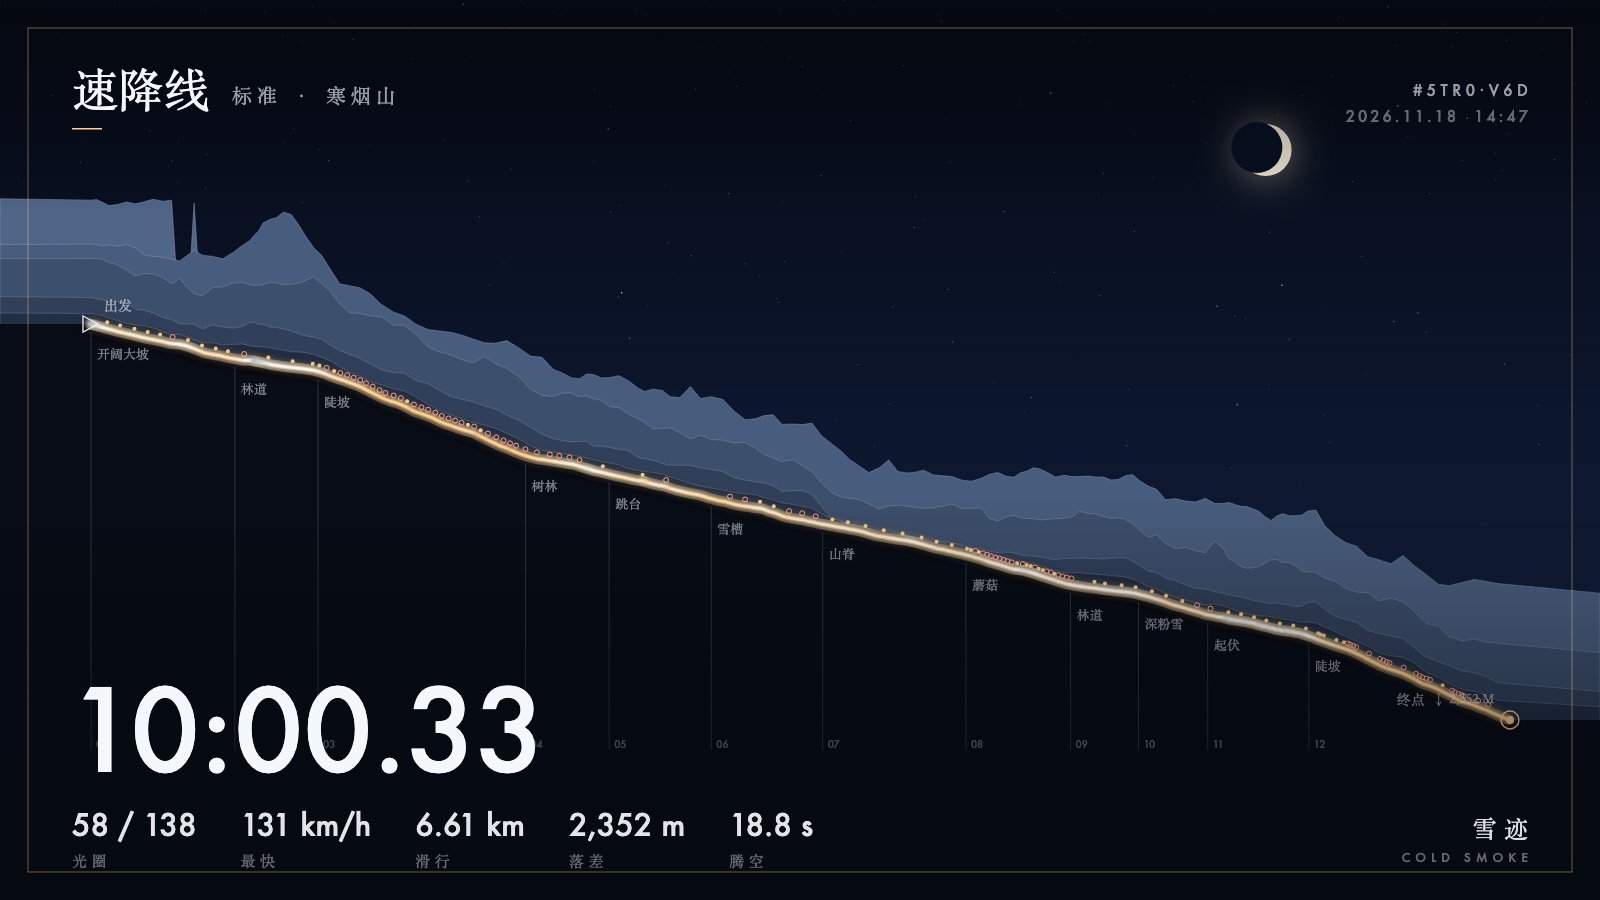 速降线 标准 · 寒烟山
#5TR0·V6D
2026.11.18 · 14:47
出发
开阔大坡
林道
陡坡
树林
跳台
雪槽
山脊
蘑菇
林道
深粉雪
起伏
陡坡
终点 ↓ 2,352 M
03
05
06
07
08
09
10
11
12
10:00.33
58 / 138
光圈
131 km/h
最快
6.61 km
滑行
2,352 m
落差
18.8 s
腾空
雪迹
COLD SMOKE